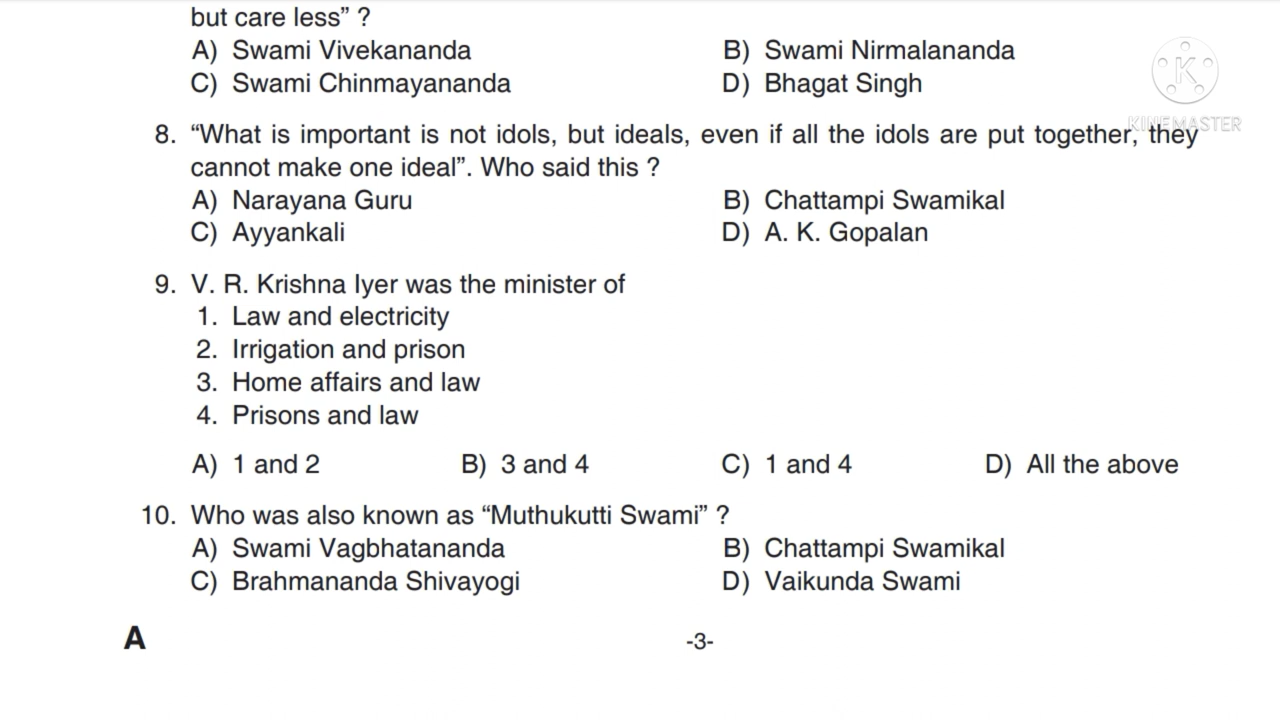 but care less” ?
A) Swami Vivekananda B) Swami Nirmalananda
C) Swami Chinmayananda D) Bhagat Singh
K
KINEMASTER
8. “What is important is not idols, but ideals, even if all the idols are put together, they
cannot make one ideal”. Who said this ?
A) Narayana Guru B) Chattampi Swamikal
C) Ayyankali D) A. K. Gopalan
9. V. R. Krishna Iyer was the minister of
1. Law and electricity
2. Irrigation and prison
3. Home affairs and law
4. Prisons and law
A) 1 and 2 B) 3 and 4 C) 1 and 4 D) All the above
10. Who was also known as “Muthukutti Swami” ?
A) Swami Vagbhatananda B) Chattampi Swamikal
C) Brahmananda Shivayogi D) Vaikunda Swami
A -3-